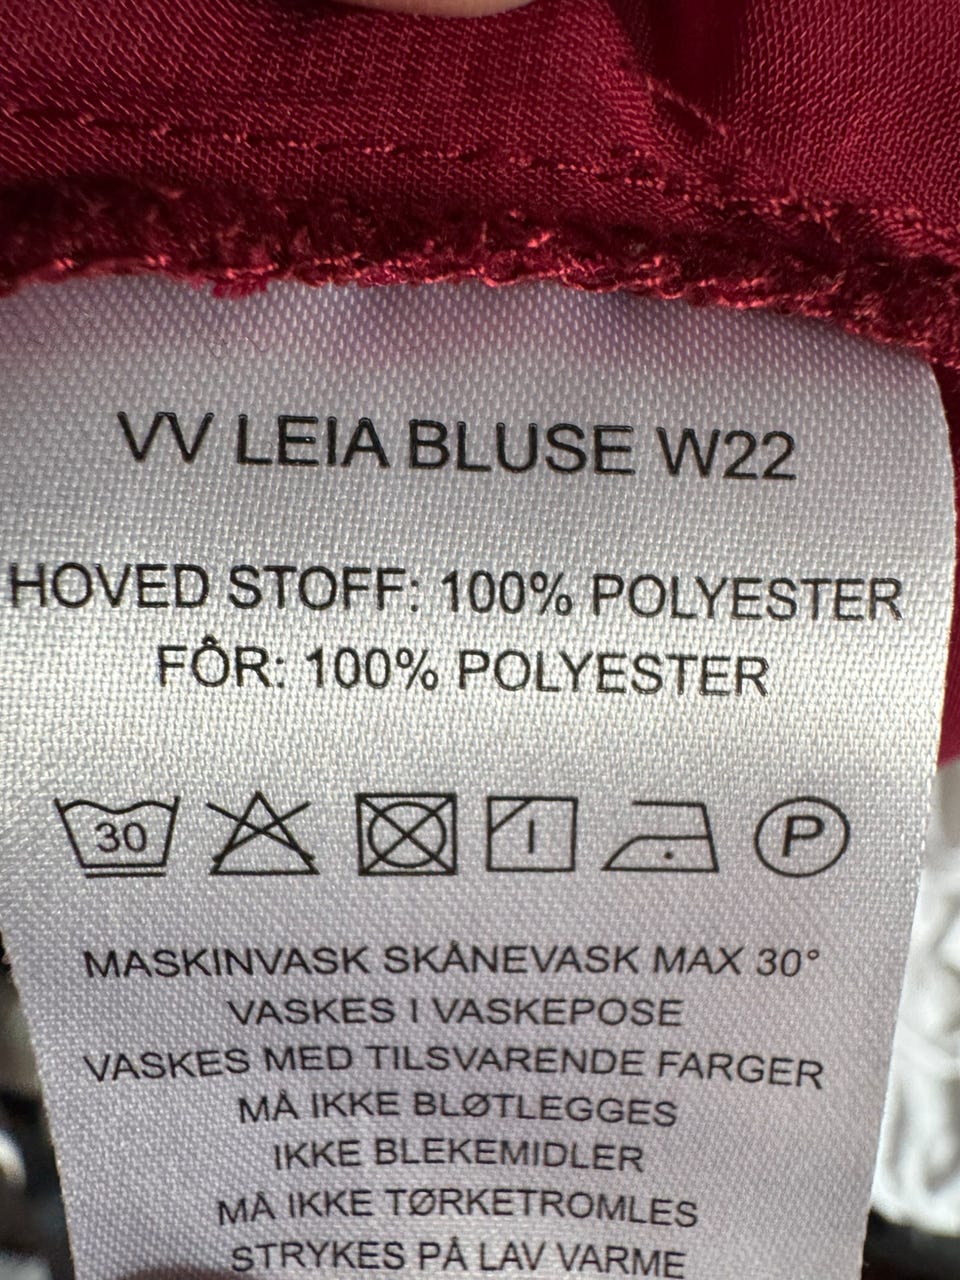 VV LEIA BLUSE W22
HOVED STOFF: 100% POLYESTER
FÔR: 100% POLYESTER
30
P
MASKINVASK SKÅNEVASK MAX 30°
VASKES I VASKEPOSE
VASKES MED TILSVARENDE FARGER
MÅ IKKE BLØTLEGGES
IKKE BLEKEMIDLER
MÅ IKKE TØRKETROMLES
STRYKES PÅ LAV VARME